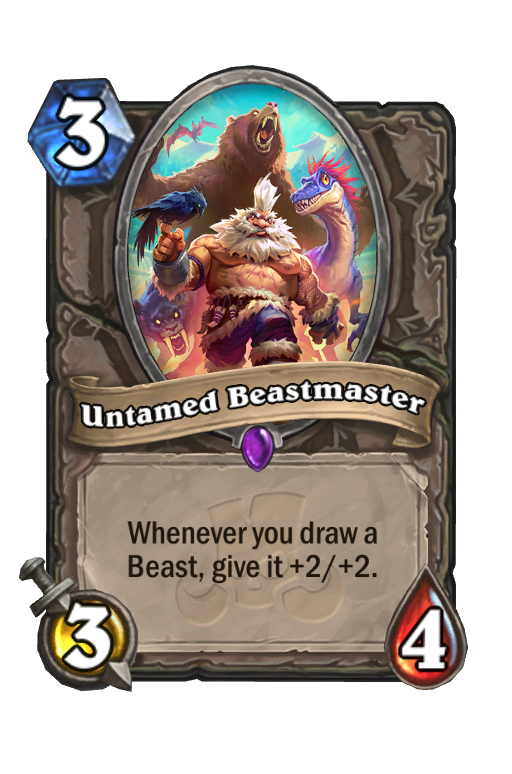 3
Untamed Beastmaster
Whenever you draw a
Beast, give it +2/+2.
3
4